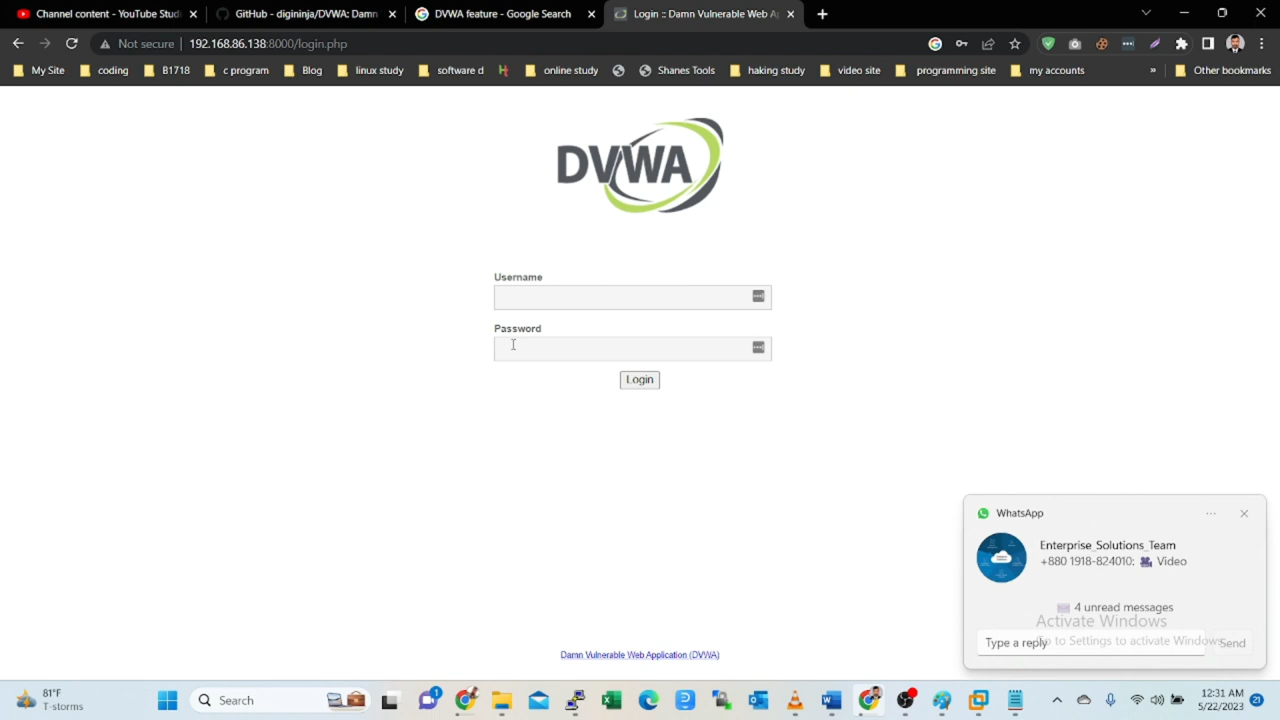 Channel content - YouTube Stud
GitHub - digininja/DVWA: Damn
DVWA feature - Google Search
Login :: Damn Vulnerable Web Ap
Not secure
192.168.86.138:8000/login.php
My Site
coding
B1718
c program
Blog
linux study
software d
online study
Shanes Tools
haking study
video site
programming site
my accounts
»
Other bookmarks
DVWA
Username
Password
Login
WhatsApp
Enterprise_Solutions_Team
+880 1918-824010: Video
4 unread messages
Activate Windows
Go to Settings to activate Windows.
Type a reply
Send
Damn Vulnerable Web Application (DVWA)
81°F
T-storms
Search
1
12:31 AM
5/22/2023
21